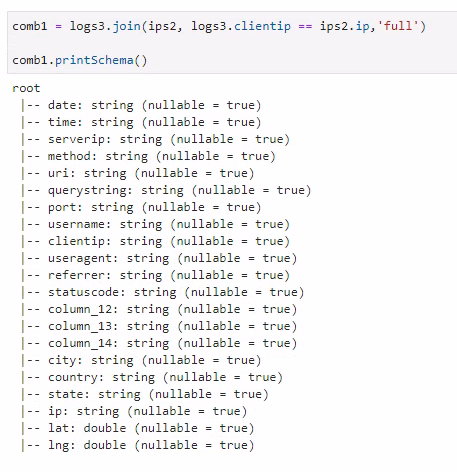 comb1 = logs3.join(ips2, logs3.clientip == ips2.ip,'full')
comb1.printSchema()
root
|-- date: string (nullable = true)
|-- time: string (nullable = true)
|-- serverip: string (nullable = true)
|-- method: string (nullable = true)
|-- uri: string (nullable = true)
|-- querystring: string (nullable = true)
|-- port: string (nullable = true)
|-- username: string (nullable = true)
|-- clientip: string (nullable = true)
|-- useragent: string (nullable = true)
|-- referrer: string (nullable = true)
|-- statuscode: string (nullable = true)
|-- column_12: string (nullable = true)
|-- column_13: string (nullable = true)
|-- column_14: string (nullable = true)
|-- city: string (nullable = true)
|-- country: string (nullable = true)
|-- state: string (nullable = true)
|-- ip: string (nullable = true)
|-- lat: double (nullable = true)
|-- lng: double (nullable = true)